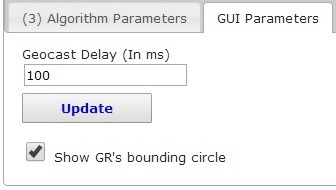 (3) Algorithm Parameters
GUI Parameters
Geocast Delay (In ms)
100
Update
Show GR's bounding circle